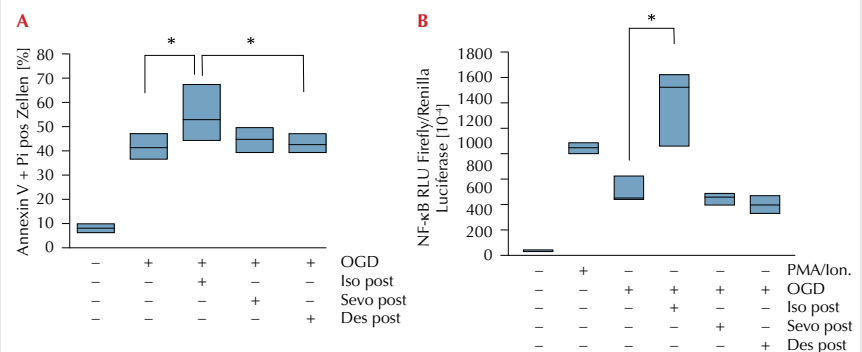 A
Annexin V + Pi pos Zellen [%]
80
70
60
50
40
30
20
10
0
* *
– + + + + OGD
– – + – – Iso post
– – – + – Sevo post
– – – – + Des post
B
NF-κB RLU Firefly/Renilla
Luciferase [10⁻⁴]
1800
1600
1400
1200
1000
800
600
400
200
0
*
– + – – – – PMA/Ion.
– – + + + + OGD
– – – + – – Iso post
– – – – + – Sevo post
– – – – – + Des post